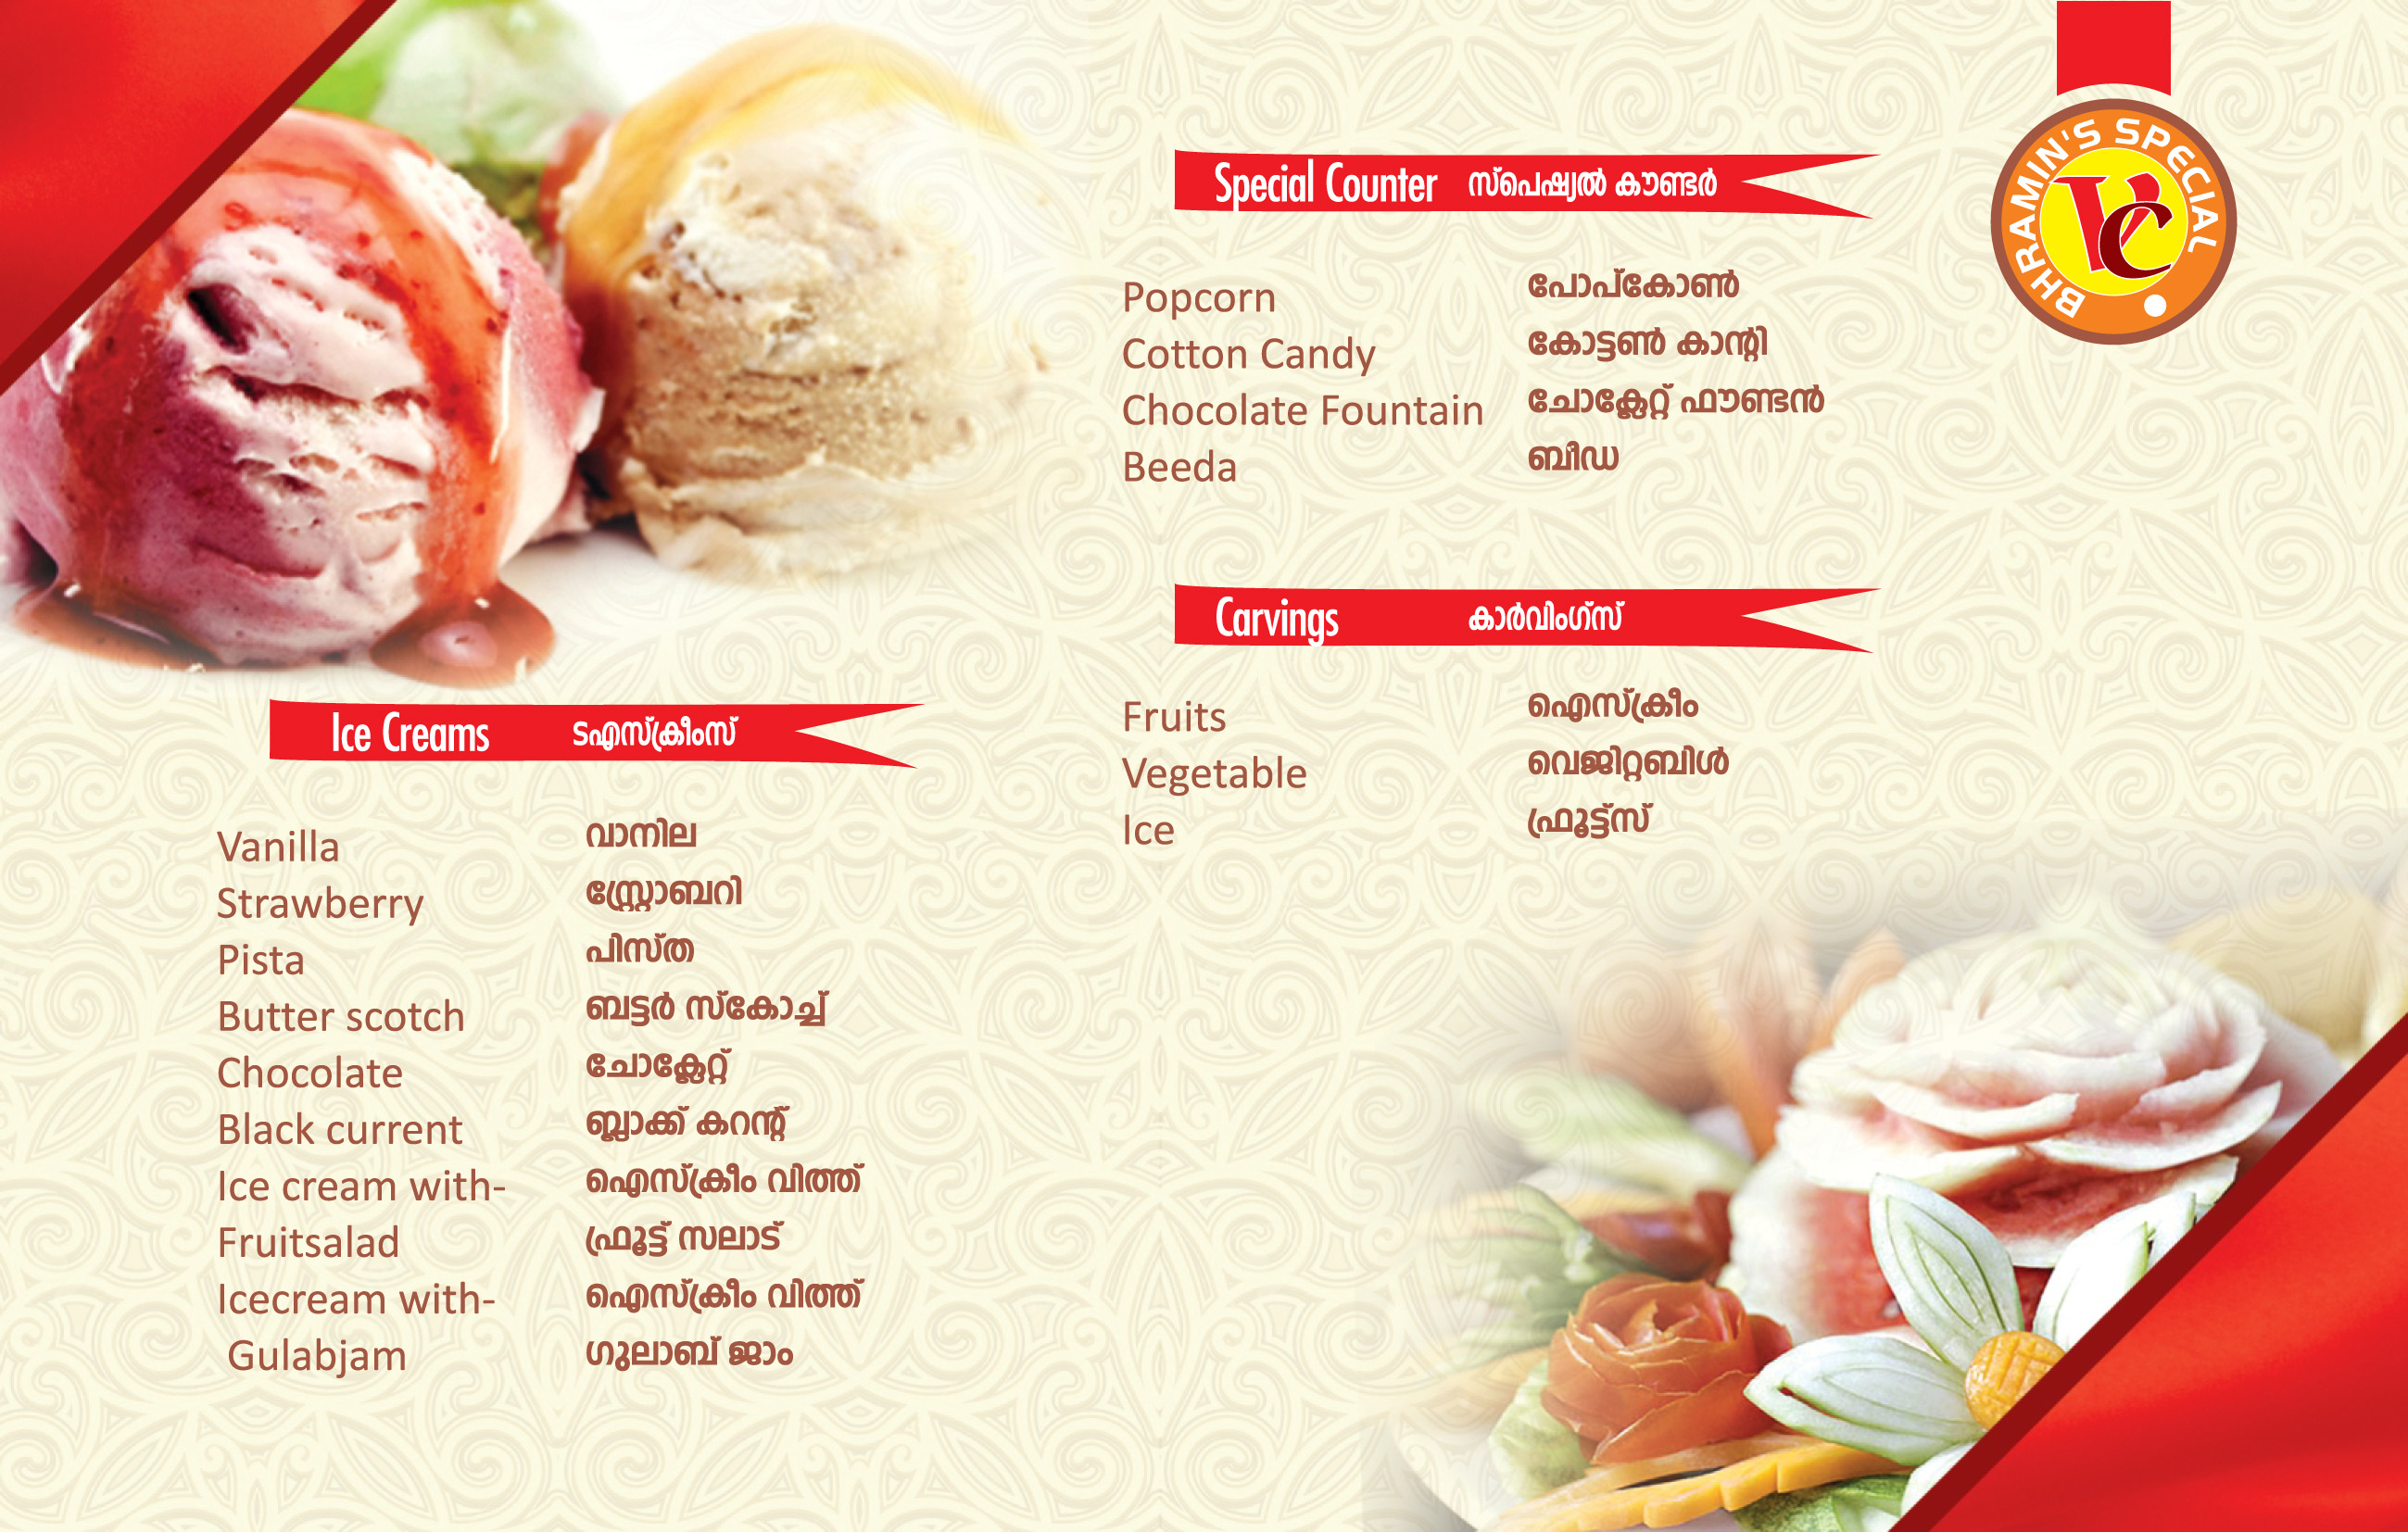 Ice Creams ടഎസ്ക്രീംസ്
Vanilla വാനില
Strawberry സ്ട്രോബറി
Pista പിസ്ത
Butter scotch ബട്ടർ സ്കോച്ച്
Chocolate ചോക്ലേറ്റ്
Black current ബ്ലാക്ക് കറന്റ്
Ice cream with- ഐസ്ക്രീം വിത്ത്
Fruitsalad ഫ്രൂട്ട് സലാട്
Icecream with- ഐസ്ക്രീം വിത്ത്
Gulabjam ഗുലാബ് ജാം
Special Counter സ്പെഷ്യൽ കൗണ്ടർ
Popcorn പോപ്കോൺ
Cotton Candy കോട്ടൺ കാന്റി
Chocolate Fountain ചോക്ലേറ്റ് ഫൗണ്ടൻ
Beeda ബീഡ
Carvings കാർവിംഗ്സ്
Fruits ഐസ്ക്രീം
Vegetable വെജിറ്റബിൾ
Ice ഫ്രൂട്ട്സ്
BHRAMIN'S SPECIAL
VC